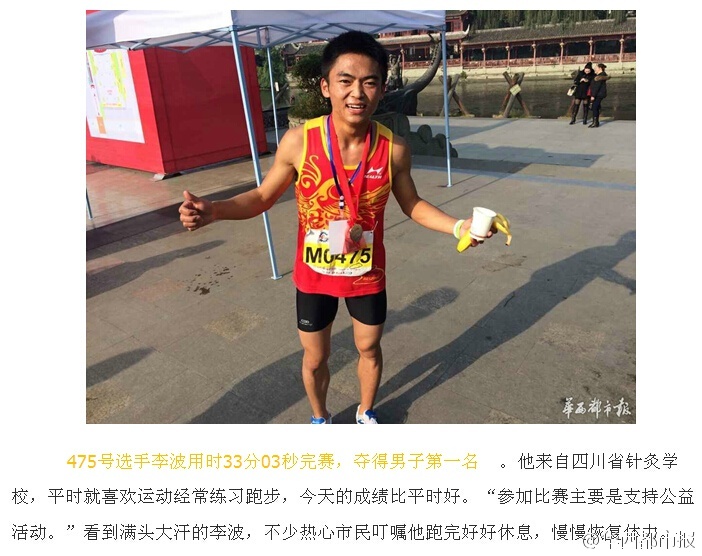 M0475
华西都市报
475号选手李波用时33分03秒完赛，夺得男子第一名 。他来自四川省针灸学
校，平时就喜欢运动经常练习跑步，今天的成绩比平时好。“参加比赛主要是支持公益
活动。”看到满头大汗的李波，不少热心市民叮嘱他跑完好好休息，慢慢恢复体力。